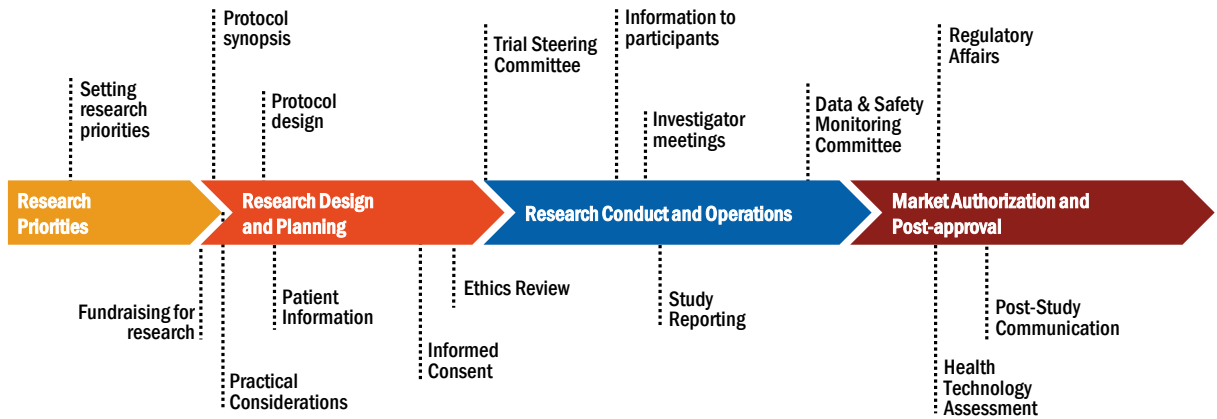 Protocol
synopsis
Information to
participants
Trial Steering
Committee
Regulatory
Affairs
Setting
research
priorities
Protocol
design
Investigator
meetings
Data & Safety
Monitoring
Committee
Research
Priorities
Research Design
and Planning
Research Conduct and Operations
Market Authorization and
Post-approval
Fundraising for
research
Patient
Information
Ethics Review
Study
Reporting
Post-Study
Communication
Practical
Considerations
Informed
Consent
Health
Technology
Assessment